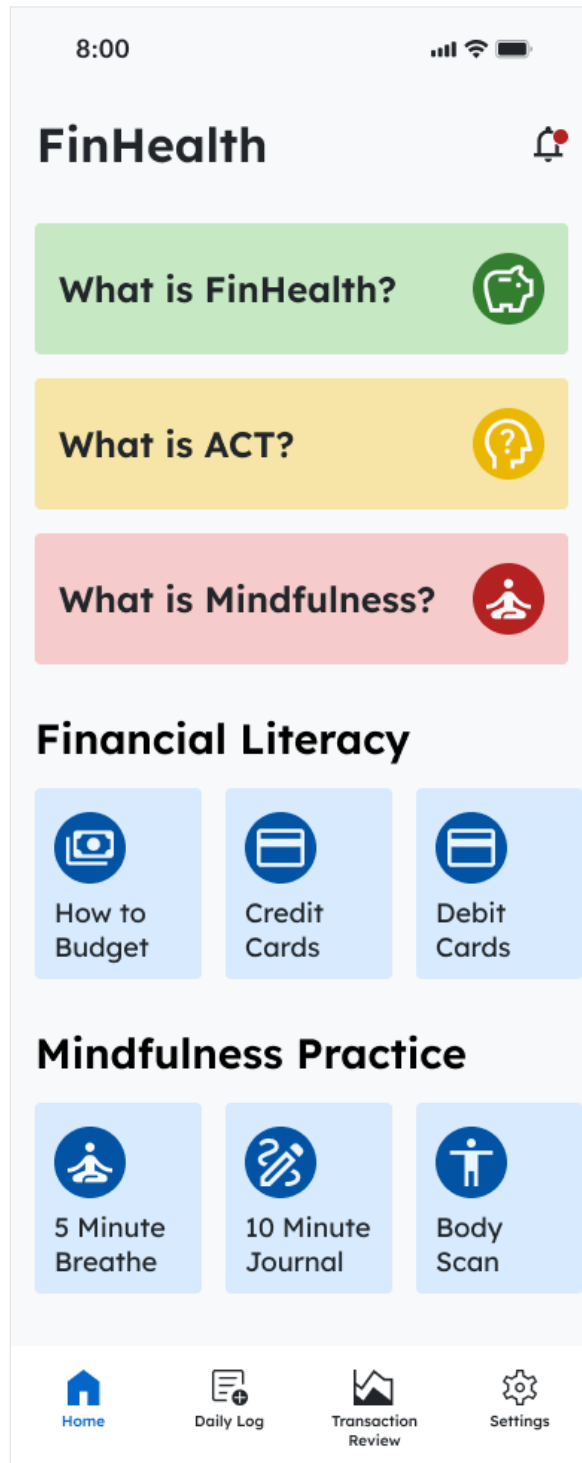 8:00
FinHealth
What is FinHealth?
What is ACT?
What is Mindfulness?
Financial Literacy
How to
Budget
Credit
Cards
Debit
Cards
Mindfulness Practice
5 Minute
Breathe
10 Minute
Journal
Body
Scan
Home
Daily Log
Transaction
Review
Settings